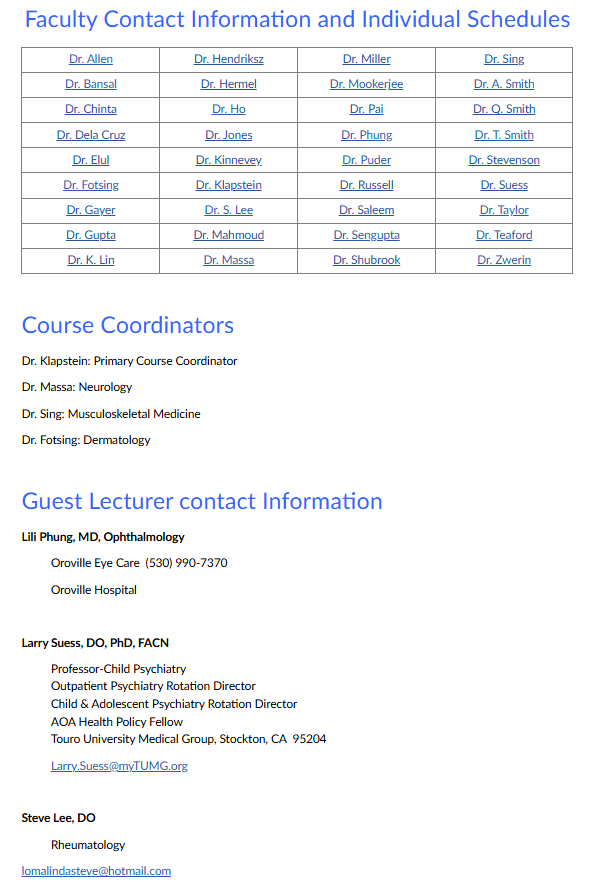 Faculty Contact Information and Individual Schedules
Dr. Allen Dr. Hendriksz Dr. Miller Dr. Sing
Dr. Bansal Dr. Hermel Dr. Mookerjee Dr. A. Smith
Dr. Chinta Dr. Ho Dr. Pai Dr. Q. Smith
Dr. Dela Cruz Dr. Jones Dr. Phung Dr. T. Smith
Dr. Elul Dr. Kinnevey Dr. Puder Dr. Stevenson
Dr. Fotsing Dr. Klapstein Dr. Russell Dr. Suess
Dr. Gayer Dr. S. Lee Dr. Saleem Dr. Taylor
Dr. Gupta Dr. Mahmoud Dr. Sengupta Dr. Teaford
Dr. K. Lin Dr. Massa Dr. Shubrook Dr. Zwerin
Course Coordinators
Dr. Klapstein: Primary Course Coordinator
Dr. Massa: Neurology
Dr. Sing: Musculoskeletal Medicine
Dr. Fotsing: Dermatology
Guest Lecturer contact Information
Lili Phung, MD, Ophthalmology
Oroville Eye Care (530) 990-7370
Oroville Hospital
Larry Suess, DO, PhD, FACN
Professor-Child Psychiatry
Outpatient Psychiatry Rotation Director
Child & Adolescent Psychiatry Rotation Director
AOA Health Policy Fellow
Touro University Medical Group, Stockton, CA 95204
Larry.Suess@myTUMG.org
Steve Lee, DO
Rheumatology
lomalindasteve@hotmail.com